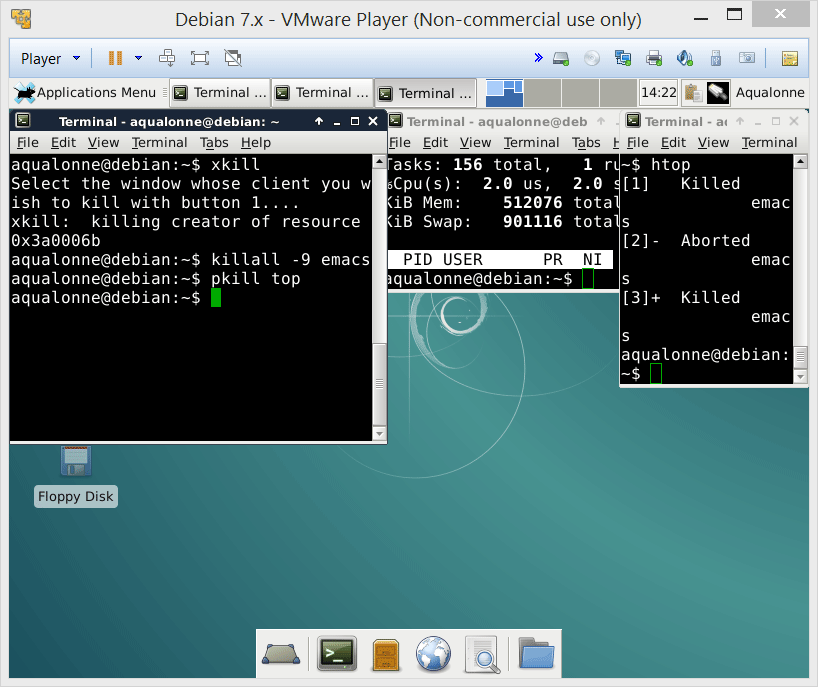 Debian 7.x - VMware Player (Non-commercial use only)
Player
Applications Menu
Terminal ...
Terminal ...
Terminal ...
14:22
Aqualonne
Terminal - aqualonne@debian: ~
File Edit View Terminal Tabs Help
aqualonne@debian:~$ xkill
Select the window whose client you w
ish to kill with button 1....
xkill:  killing creator of resource
0x3a0006b
aqualonne@debian:~$ killall -9 emacs
aqualonne@debian:~$ pkill top
aqualonne@debian:~$
Terminal - aqualonne@deb
File Edit View Terminal Tabs H
Tasks: 156 total,   1 ru
%Cpu(s):  2.0 us,  2.0 s
KiB Mem:    512076 total
KiB Swap:   901116 total
PID USER      PR  NI
aqualonne@debian:~$
Terminal - a
File Edit View Terminal
~$ htop
[1]   Killed
emac
s
[2]-  Aborted
emac
s
[3]+  Killed
emac
s
aqualonne@debian:
~$
Floppy Disk